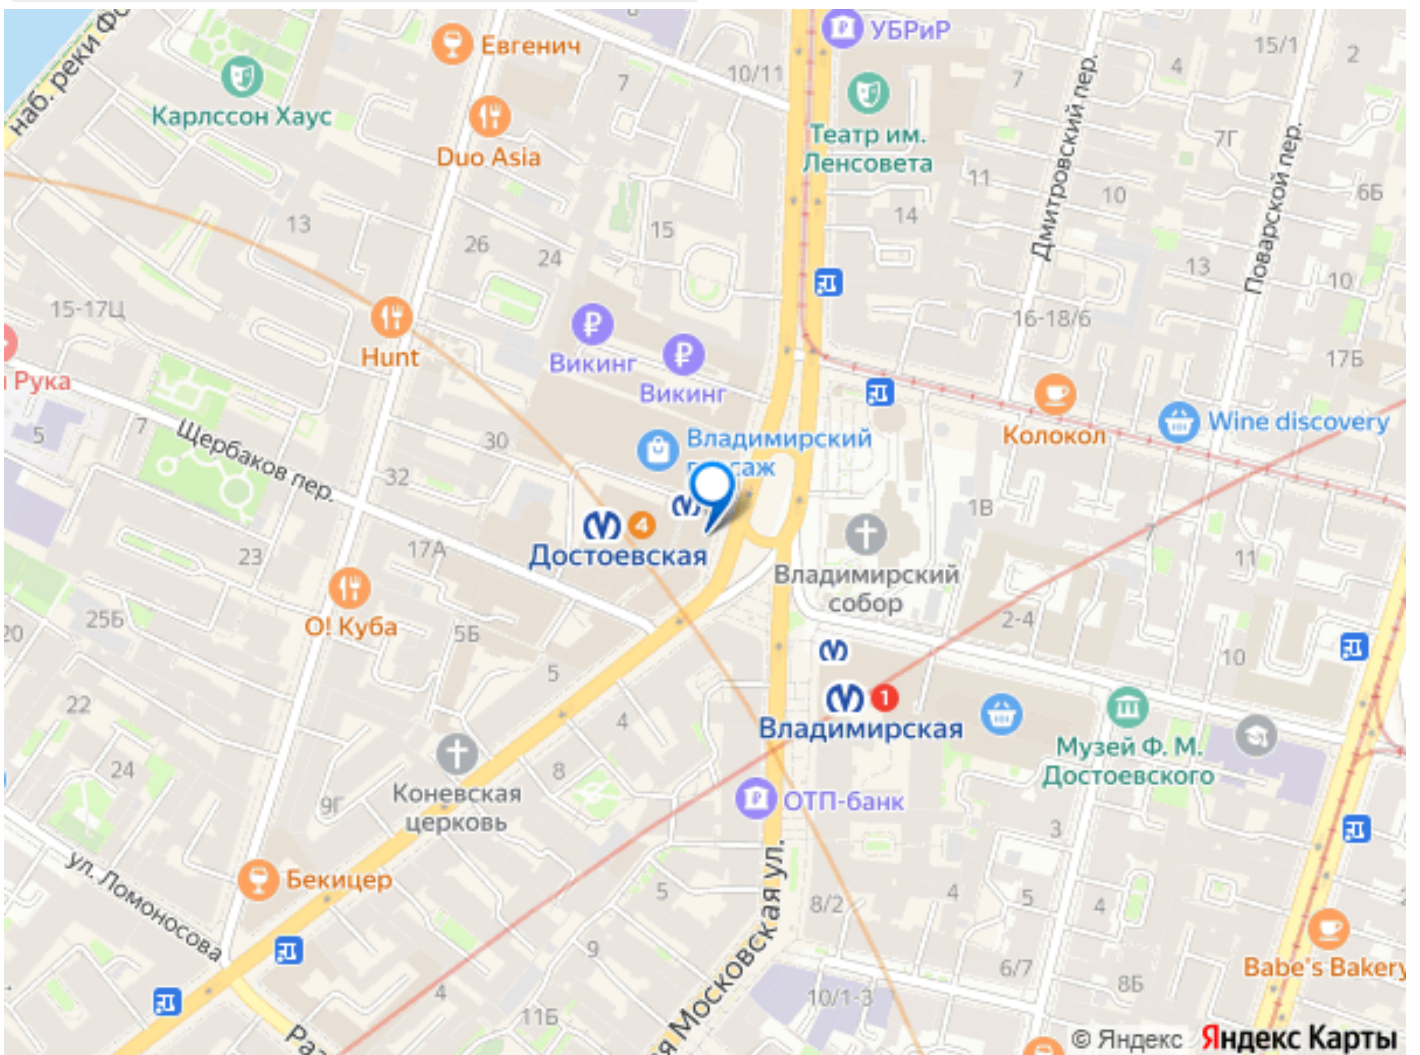 наб. реки Фо
Евгенич
УБРиР
15/1
2
7
10/11
7
4
Карлссон Хаус
Duo Asia
Театр им.
Ленсовета
Дмитровский пер.
7Г
Поварской пер.
11
10
6Б
13
26
24
15
14
13
10
15-17Ц
Hunt
Викинг
Викинг
16-18/6
17Б
Рука
5
7
Щербаков пер.
30
32
Владимирский
Колокол
Wine discovery
4
Достоевская
1В
7
11
23
17А
Владимирский
собор
2-4
20
25Б
О! Куба
5Б
5
10
22
4
1
Владимирская
Музей Ф. М.
Достоевского
24
9Г
Коневская
церковь
8
ОТП-банк
3
ул. Ломоносова
Бекицер
5
8/2
4
5
4
9
6/7
8Б
Babe's Bakery
4
11Б
10/1-3
Раз
я Московская ул.
© Яндекс Яндекс Карты